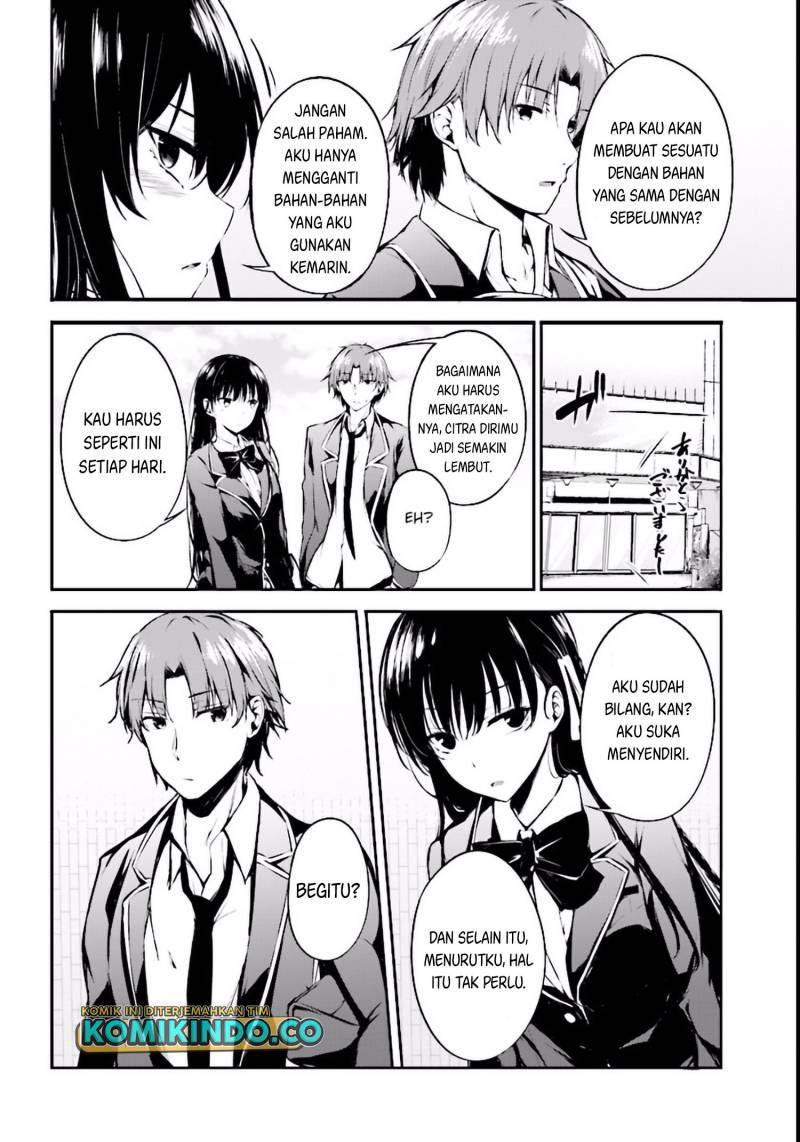 APA KAU AKAN
MEMBUAT SESUATU
DENGAN BAHAN
YANG SAMA DENGAN
SEBELUMNYA?
JANGAN
SALAH PAHAM.
AKU HANYA
MENGGANTI
BAHAN-BAHAN
YANG AKU
GUNAKAN
KEMARIN.
ありがとう
ございましたー
BAGAIMANA
AKU HARUS
MENGATAKAN-
NYA, CITRA DIRIMU
JADI SEMAKIN
LEMBUT.
EH?
KAU HARUS
SEPERTI INI
SETIAP HARI.
AKU SUDAH
BILANG, KAN?
AKU SUKA
MENYENDIRI.
DAN SELAIN ITU,
MENURUTKU, HAL
ITU TAK PERLU.
BEGITU?
KOMIK INI DITERJEMAHKAN TIM
KOMIKINDO.CO